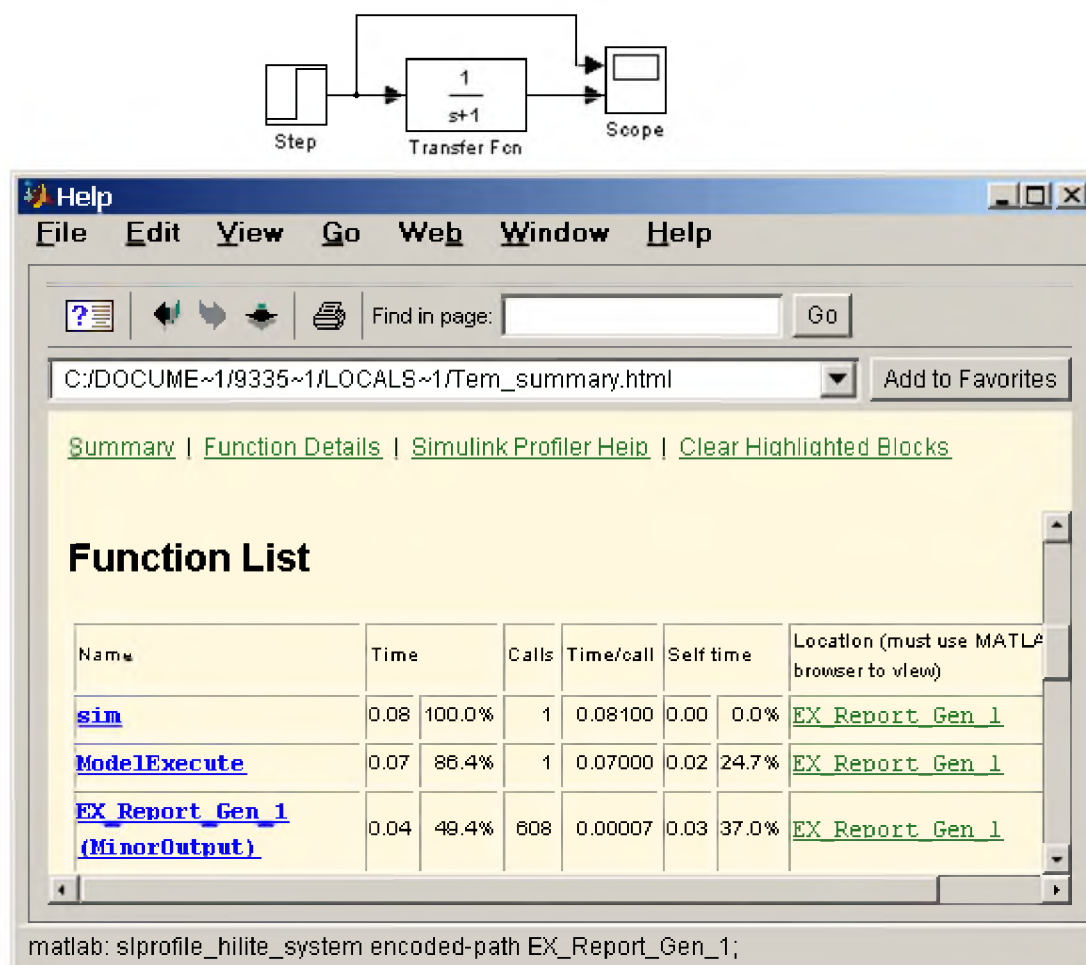 1
s+1
Step
Transfer Fcn
Scope
Help
File Edit View Go Web Window Help
Find in page: Go
C:/DOCUME~1/9335~1/LOCALS~1/Tem_summary.html Add to Favorites
Summary | Function Details | Simulink Profiler Help | Clear Highlighted Blocks
Function List
Name Time Calls Time/call Self time Location (must use MATLA
browser to view)
sim 0.08 100.0% 1 0.08100 0.00 0.0% EX_Report_Gen_1
ModelExecute 0.07 86.4% 1 0.07000 0.02 24.7% EX_Report_Gen_1
EX_Report_Gen_1
(MinorOutput) 0.04 49.4% 608 0.00007 0.03 37.0% EX_Report_Gen_1
matlab: slprofile_hilite_system encoded-path EX_Report_Gen_1;